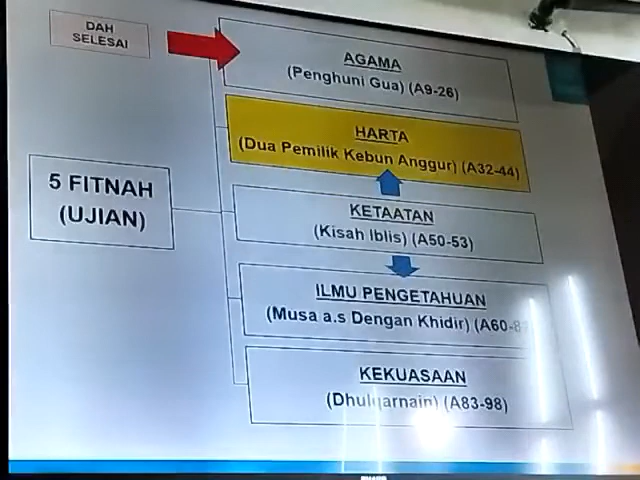 DAH
SELESAI
AGAMA
(Penghuni Gua) (A9-26)
HARTA
(Dua Pemilik Kebun Anggur) (A32-44)
5 FITNAH
(UJIAN)
KETAATAN
(Kisah Iblis) (A50-53)
ILMU PENGETAHUAN
(Musa a.s Dengan Khidir)
KEKUASAAN
(Dhulqarnain) (A83-98)